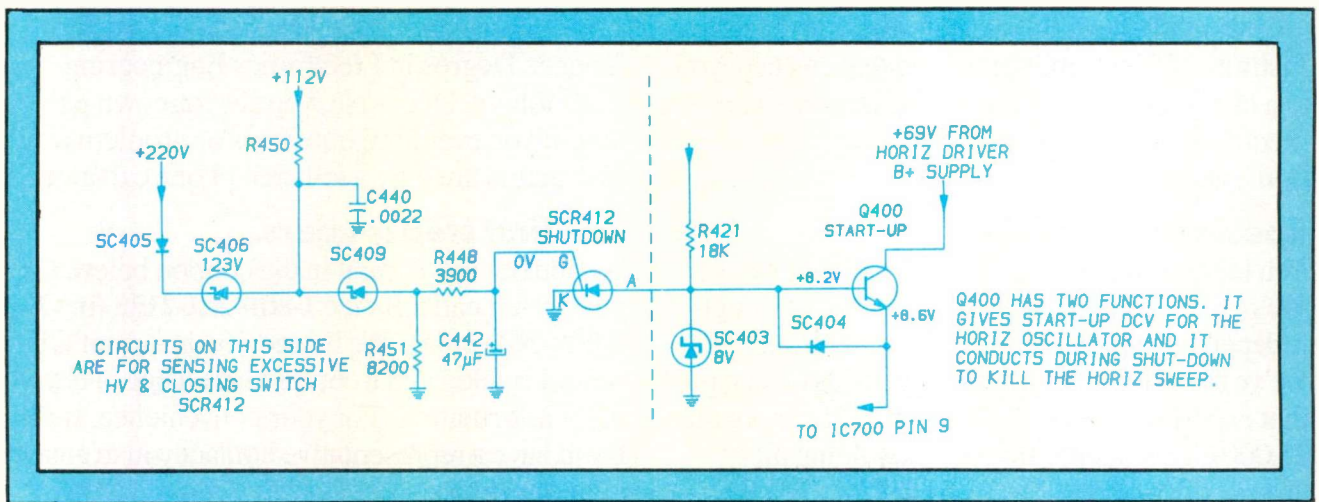 +112V
+220V
R450
C440
.0022
SC405
SC406
123V
SC409
R448
3900
SCR412
SHUTDOWN
0V
G
K
A
R451
8200
C442
47µF
CIRCUITS ON THIS SIDE
ARE FOR SENSING EXCESSIVE
HV & CLOSING SWITCH
SCR412
+69V FROM
HORIZ DRIVER
B+ SUPPLY
Q400
START-UP
R421
18K
+8.2V
+8.6V
SC404
SC403
8V
TO IC700 PIN 9
Q400 HAS TWO FUNCTIONS. IT
GIVES START-UP DCV FOR THE
HORIZ OSCILLATOR AND IT
CONDUCTS DURING SHUT-DOWN
TO KILL THE HORIZ SWEEP.